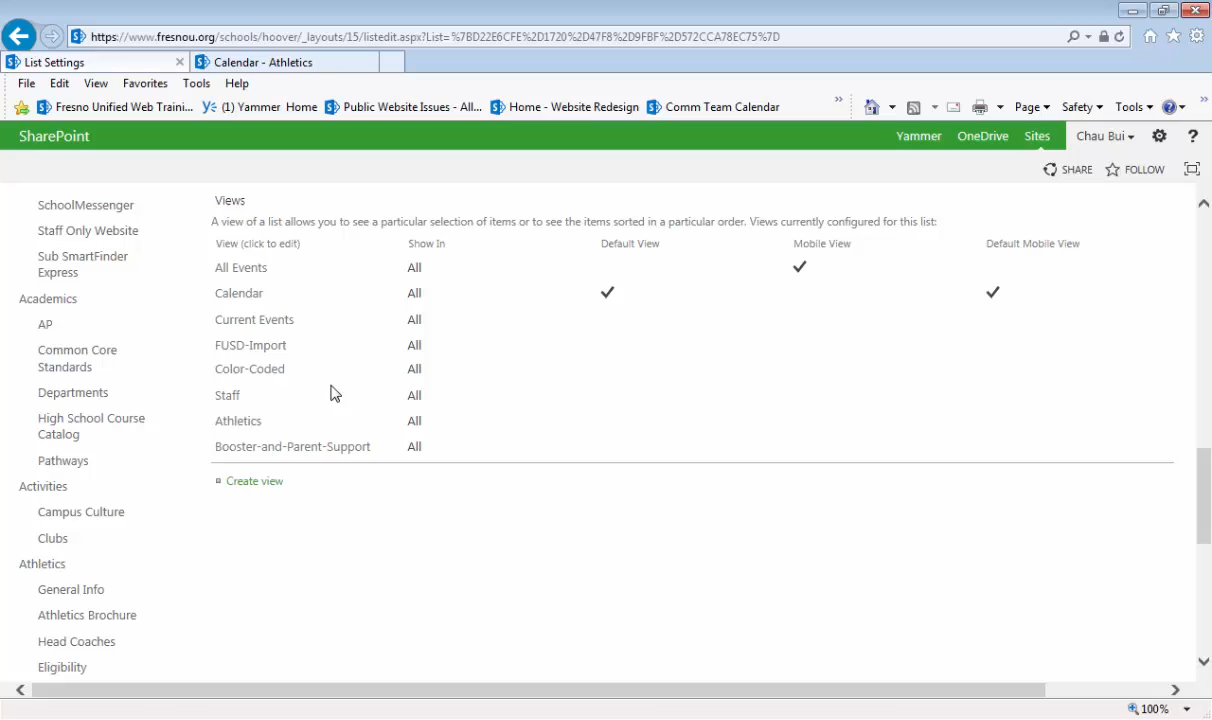 https://www.fresnou.org/schools/hoover/_layouts/15/listedit.aspx?List=%7BD22E6CFE%2D1720%2D47F8%2D9FBF%2D572CCA78EC75%7D
List Settings
Calendar - Athletics
File Edit View Favorites Tools Help
Fresno Unified Web Traini... (1) Yammer Home Public Website Issues - All... Home - Website Redesign Comm Team Calendar » Page Safety Tools »
SharePoint Yammer OneDrive Sites Chau Bui ?
SHARE FOLLOW
SchoolMessenger
Staff Only Website
Sub SmartFinder
Express
Academics
AP
Common Core
Standards
Departments
High School Course
Catalog
Pathways
Activities
Campus Culture
Clubs
Athletics
General Info
Athletics Brochure
Head Coaches
Eligibility
Views
A view of a list allows you to see a particular selection of items or to see the items sorted in a particular order. Views currently configured for this list:
View (click to edit) Show In Default View Mobile View Default Mobile View
All Events All
Calendar All
Current Events All
FUSD-Import All
Color-Coded All
Staff All
Athletics All
Booster-and-Parent-Support All
Create view
100%